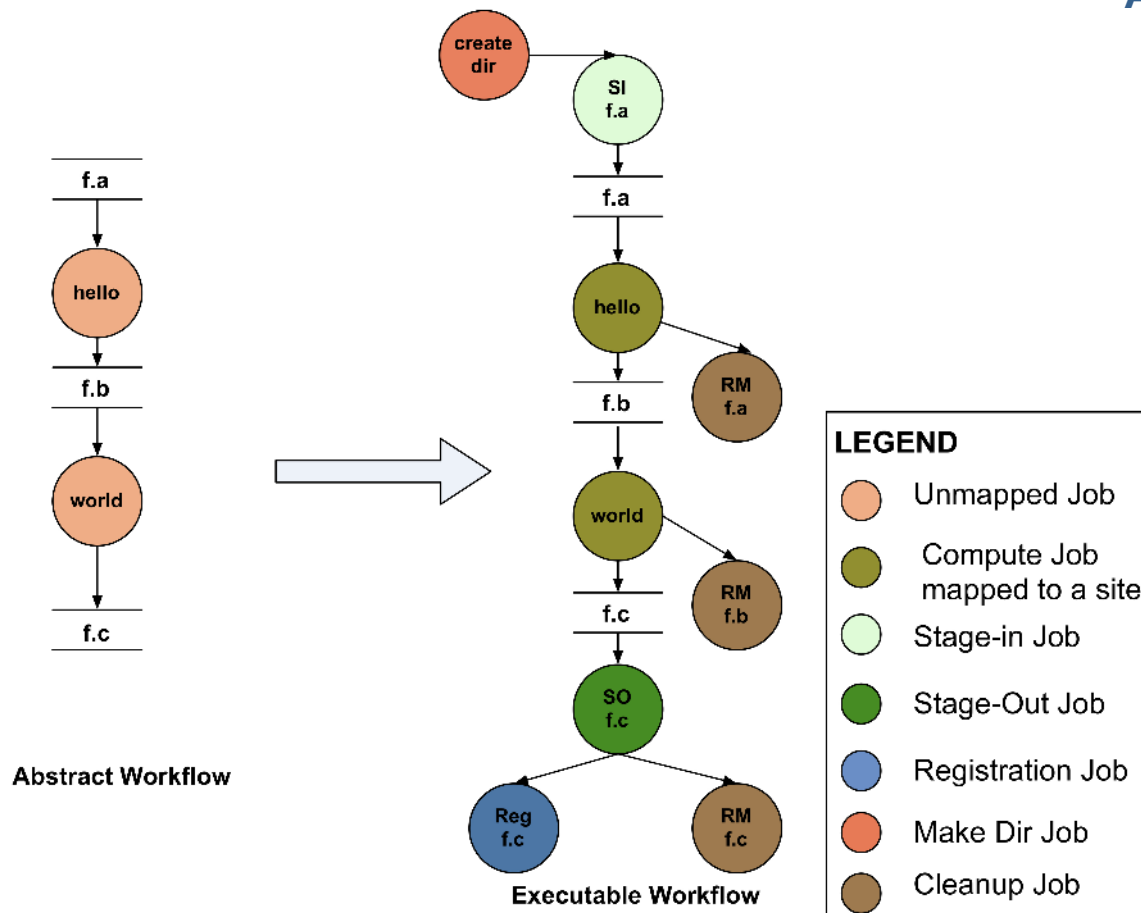 create
dir
SI
f.a
f.a
hello
RM
f.a
f.b
world
RM
f.b
f.c
SO
f.c
Reg
f.c
RM
f.c
Executable Workflow
f.a
hello
f.b
world
f.c
Abstract Workflow
LEGEND
Unmapped Job
Compute Job
mapped to a site
Stage-in Job
Stage-Out Job
Registration Job
Make Dir Job
Cleanup Job